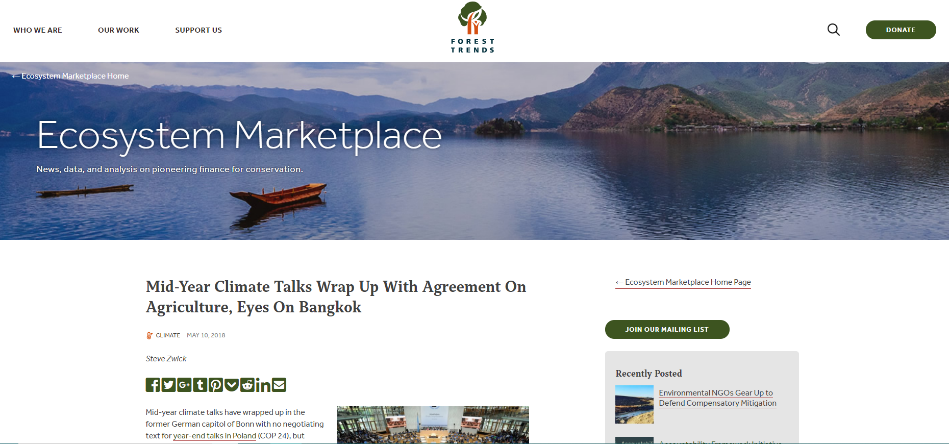 WHO WE ARE
OUR WORK
SUPPORT US
FOREST
TRENDS
DONATE
← Ecosystem Marketplace Home
Ecosystem Marketplace
News, data, and analysis on pioneering finance for conservation.
Mid-Year Climate Talks Wrap Up With Agreement On
Agriculture, Eyes On Bangkok
CLIMATE MAY 10, 2018
Steve Zwick
Mid-year climate talks have wrapped up in the
former German capitol of Bonn with no negotiating
text for year-end talks in Poland (COP 24), but
← Ecosystem Marketplace Home Page
JOIN OUR MAILING LIST
Recently Posted
Environmental NGOs Gear Up to
Defend Compensatory Mitigation